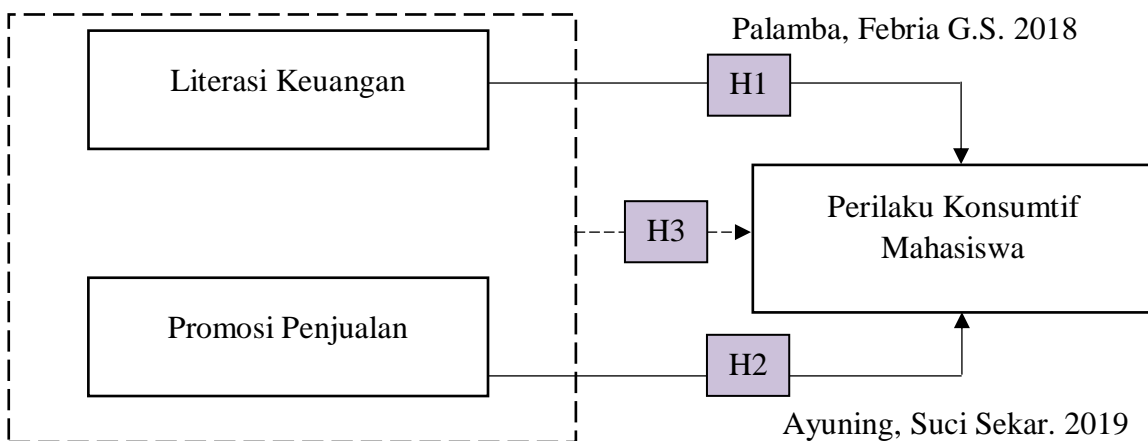 Palamba, Febria G.S. 2018
Literasi Keuangan
H1
Perilaku Konsumtif
Mahasiswa
H3
Promosi Penjualan
H2
Ayuning, Suci Sekar. 2019